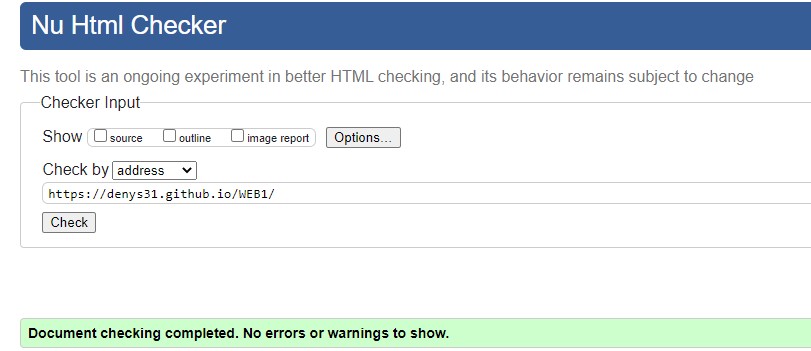 Nu Html Checker
This tool is an ongoing experiment in better HTML checking, and its behavior remains subject to change
Checker Input
Show source outline image report Options...
Check by address
https://denys31.github.io/WEB1/
Check
Document checking completed. No errors or warnings to show.